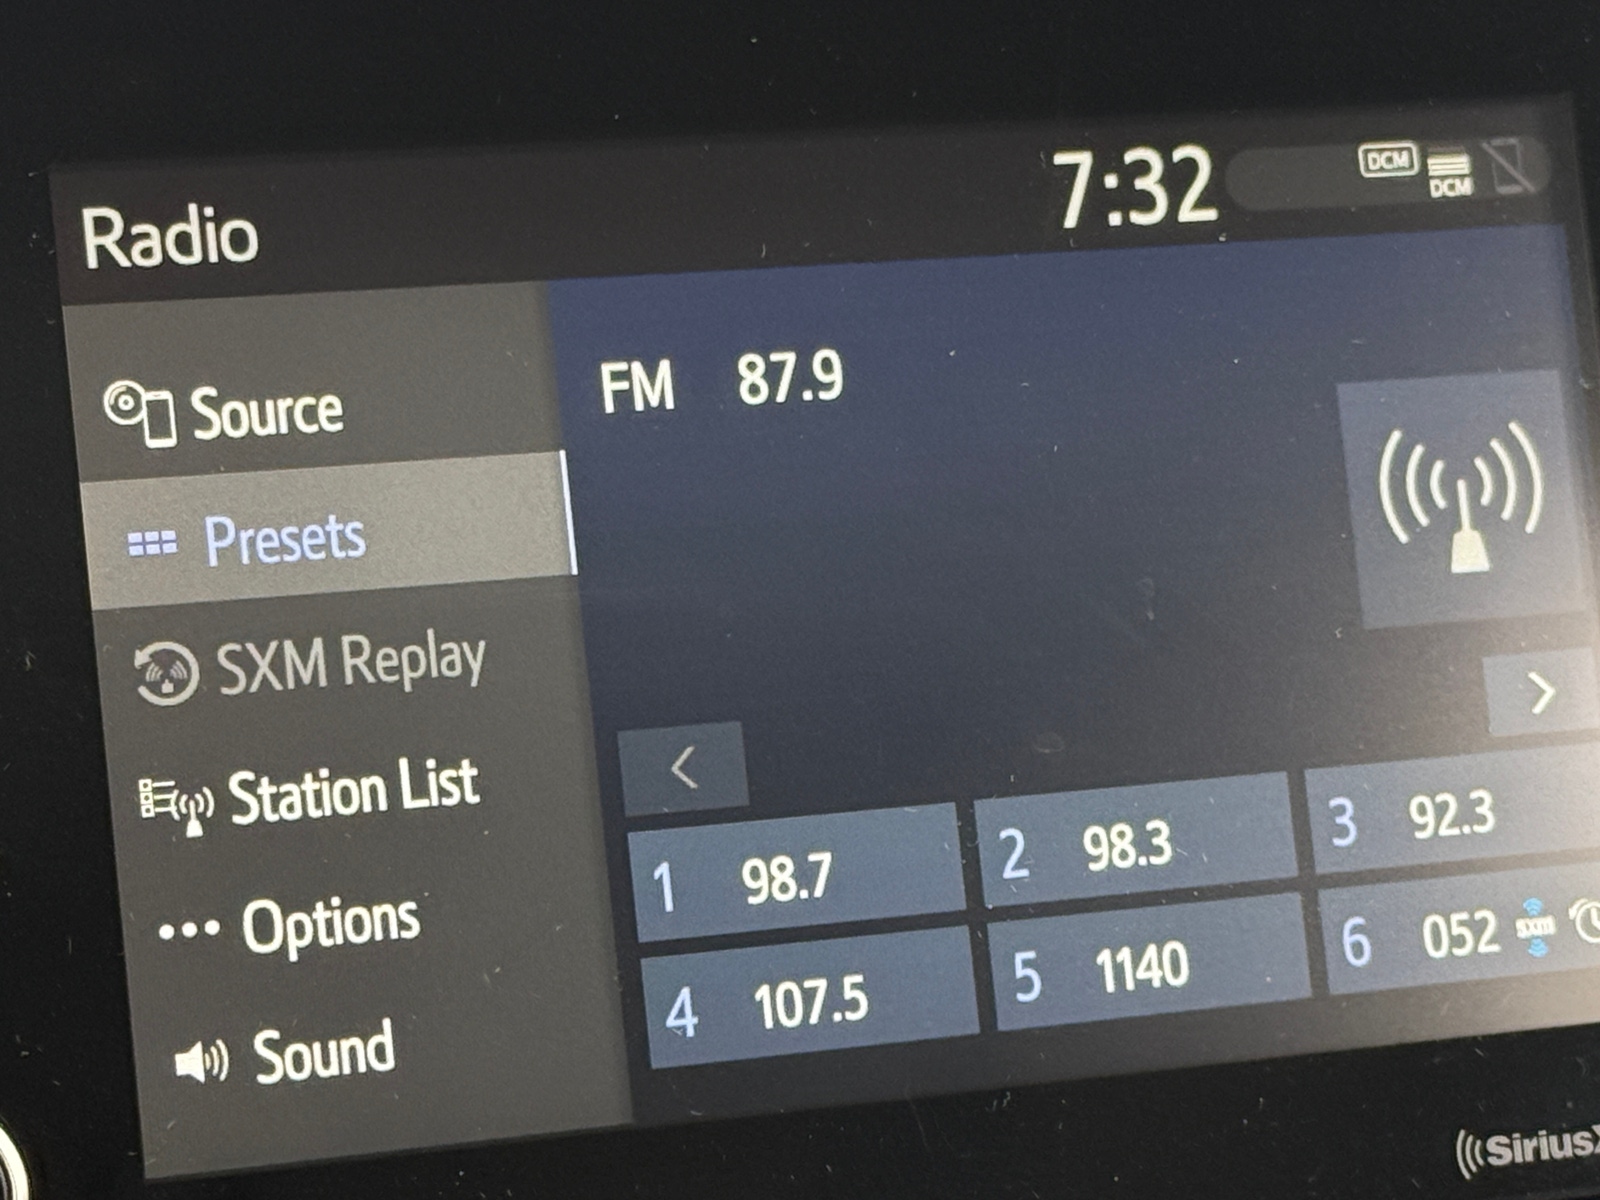 Radio
7:32
DCM
DCM
Source
Presets
SXM Replay
Station List
Options
Sound
FM 87.9
1 98.7
2 98.3
3 92.3
4 107.5
5 1140
6 052 sxm
SiriusX